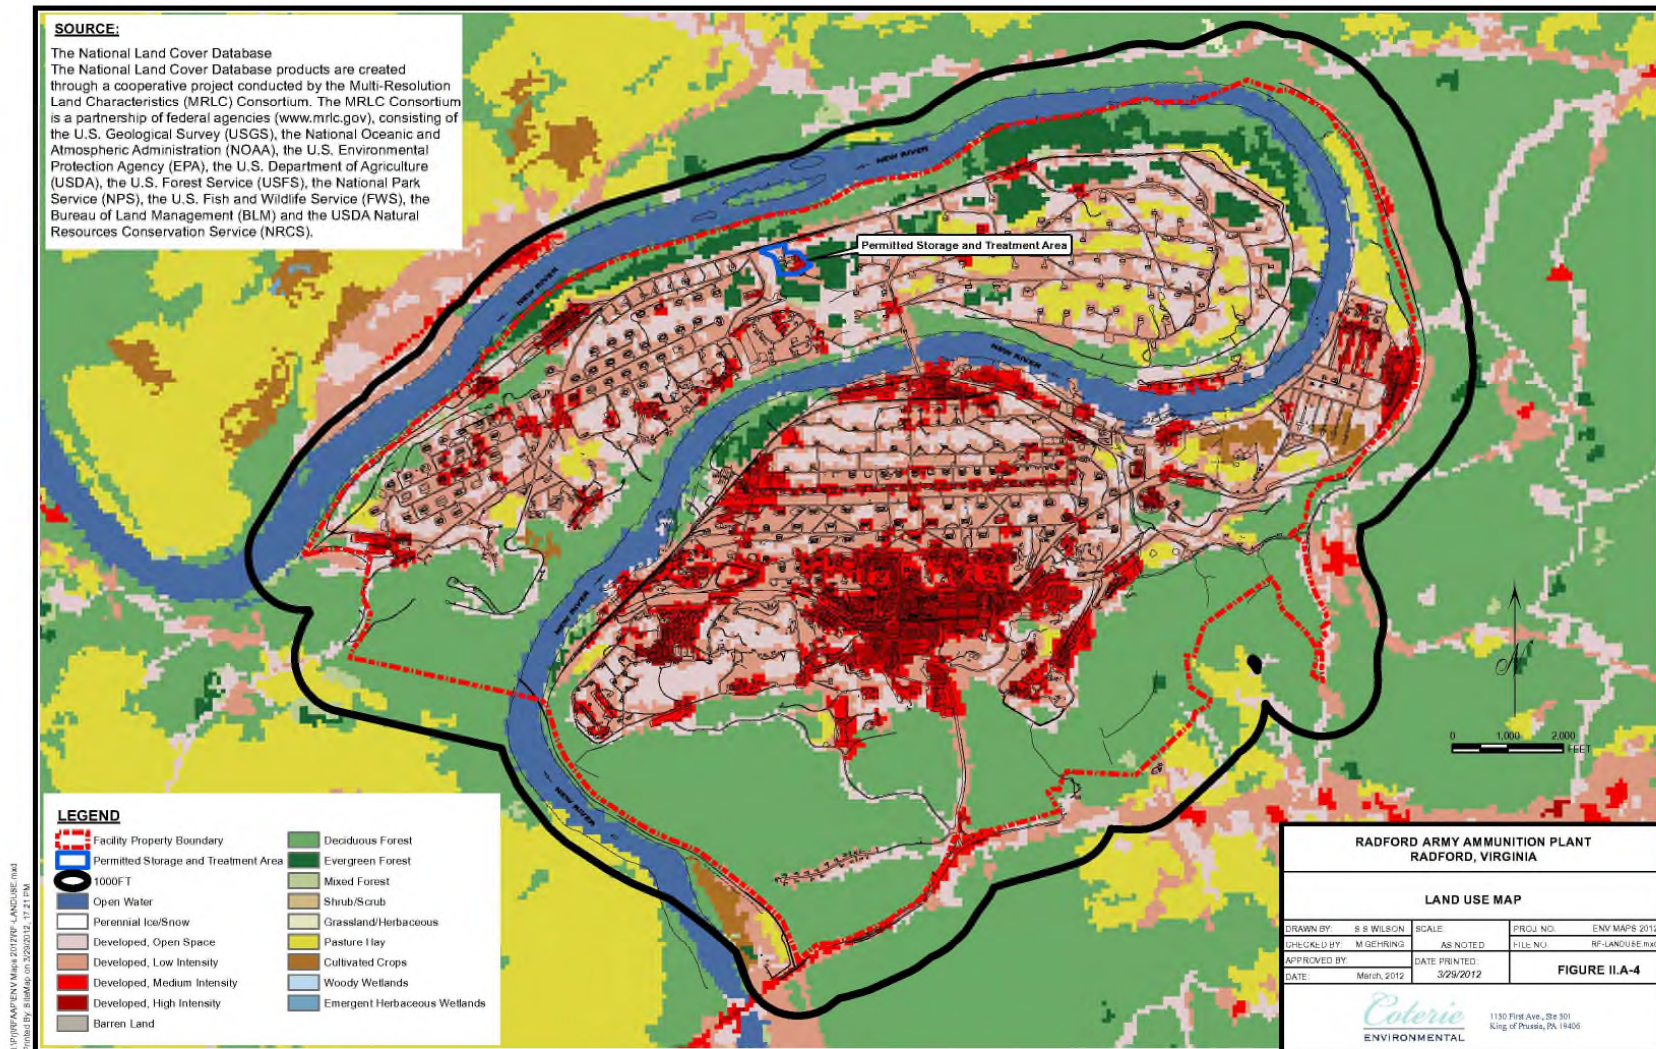 SOURCE:
The National Land Cover Database
The National Land Cover Database products are created
through a cooperative project conducted by the Multi-Resolution
Land Characteristics (MRLC) Consortium. The MRLC Consortium
is a partnership of federal agencies (www.mrlc.gov), consisting of
the U.S. Geological Survey (USGS), the National Oceanic and
Atmospheric Administration (NOAA), the U.S. Environmental
Protection Agency (EPA), the U.S. Department of Agriculture
(USDA), the U.S. Forest Service (USFS), the National Park
Service (NPS), the U.S. Fish and Wildlife Service (FWS), the
Bureau of Land Management (BLM) and the USDA Natural
Resources Conservation Service (NRCS).
NEW RIVER
Permitted Storage and Treatment Area
NEW RIVER
NEW RIVER
NEW RIVER
NEW RIVER
N
0 1,000 2,000
FEET
LEGEND
Facility Property Boundary
Permitted Storage and Treatment Area
1000FT
Open Water
Perennial Ice/Snow
Developed, Open Space
Developed, Low Intensity
Developed, Medium Intensity
Developed, High Intensity
Barren Land
Deciduous Forest
Evergreen Forest
Mixed Forest
Shrub/Scrub
Grassland/Herbaceous
Pasture Hay
Cultivated Crops
Woody Wetlands
Emergent Herbaceous Wetlands
RADFORD ARMY AMMUNITION PLANT
RADFORD, VIRGINIA
LAND USE MAP
DRAWN BY: S S WILSON SCALE: PROJ. NO. ENV MAPS 2012
CHECKED BY: M GEHRING AS NOTED FILE NO. RF-LANDUSE.mxd
APPROVED BY: DATE PRINTED:
DATE: March, 2012 3/29/2012 FIGURE II.A-4
Coterie
ENVIRONMENTAL
1130 First Ave., Ste 501
King of Prussia, PA 19406